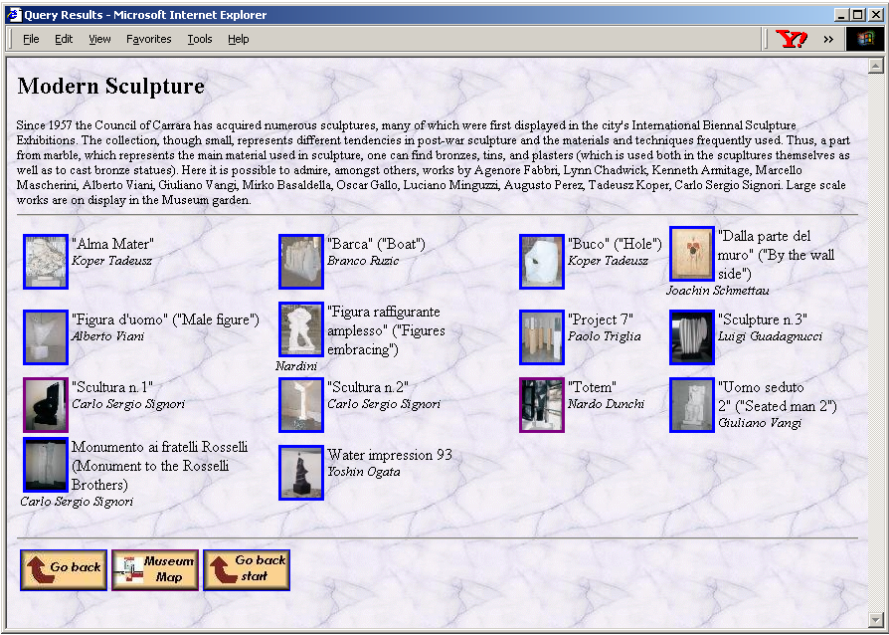 Query Results - Microsoft Internet Explorer
File Edit View Favorites Tools Help
Y! »
Modern Sculpture
Since 1957 the Council of Carrara has acquired numerous sculptures, many of which were first displayed in the city's International Biennal Sculpture
Exhibitions. The collection, though small, represents different tendencies in post-war sculpture and the materials and techniques frequently used. Thus, a part
from marble, which represents the main material used in sculpture, one can find bronzes, tins, and plasters (which is used both in the scupltures themselves as
well as to cast bronze statues). Here it is possible to admire, amongst others, works by Agenore Fabbri, Lynn Chadwick, Kenneth Armitage, Marcello
Mascherini, Alberto Viani, Giuliano Vangi, Mirko Basaldella, Oscar Gallo, Luciano Minguzzi, Augusto Perez, Tadeusz Koper, Carlo Sergio Signori. Large scale
works are on display in the Museum garden.
"Alma Mater"
Koper Tadeusz
"Barca" ("Boat")
Branco Ruzic
"Buco" ("Hole")
Koper Tadeusz
"Dalla parte del
muro" ("By the wall
side")
Joachin Schmettau
"Figura d'uomo" ("Male figure")
Alberto Viani
"Figura raffigurante
amplesso" ("Figures
embracing")
Nardini
"Project 7"
Paolo Triglia
"Sculpture n.3"
Luigi Guadagnucci
"Scultura n.1"
Carlo Sergio Signori
"Scultura n.2"
Carlo Sergio Signori
"Totem"
Nardo Dunchi
"Uomo seduto
2" ("Seated man 2")
Giuliano Vangi
Monumento ai fratelli Rosselli
(Monument to the Rosselli
Brothers)
Carlo Sergio Signori
Water impression 93
Yoshin Ogata
Go back
Museum
Map
Go back
start